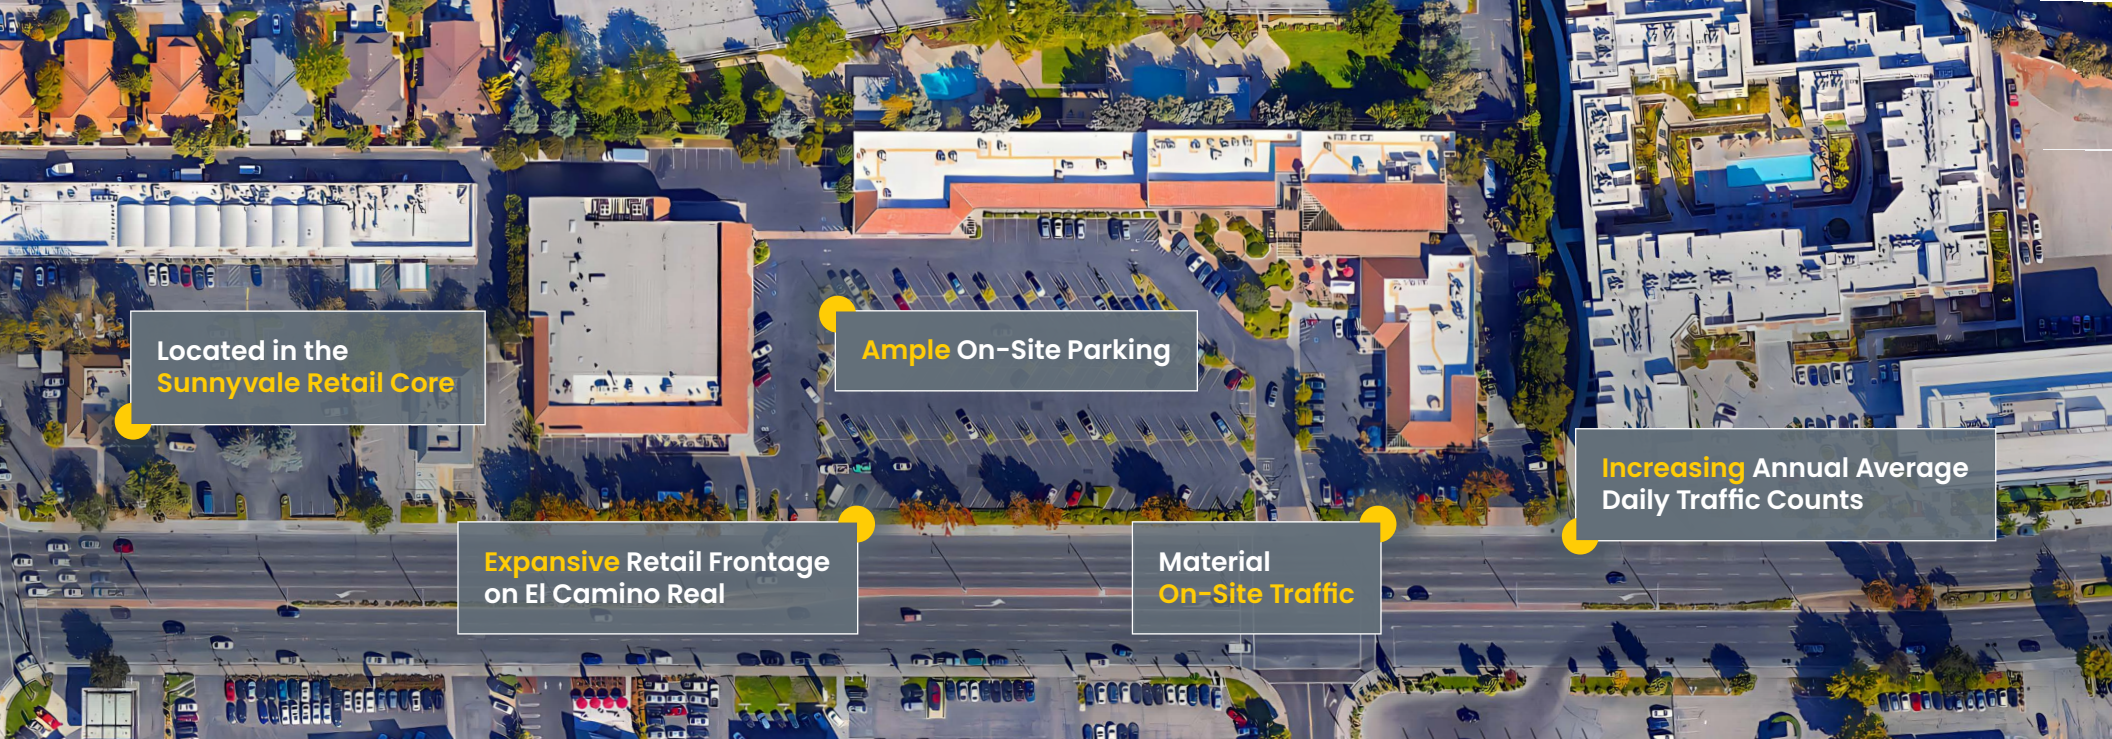 Located in the
Sunnyvale Retail Core
Ample On-Site Parking
Increasing Annual Average
Daily Traffic Counts
Expansive Retail Frontage
on El Camino Real
Material
On-Site Traffic